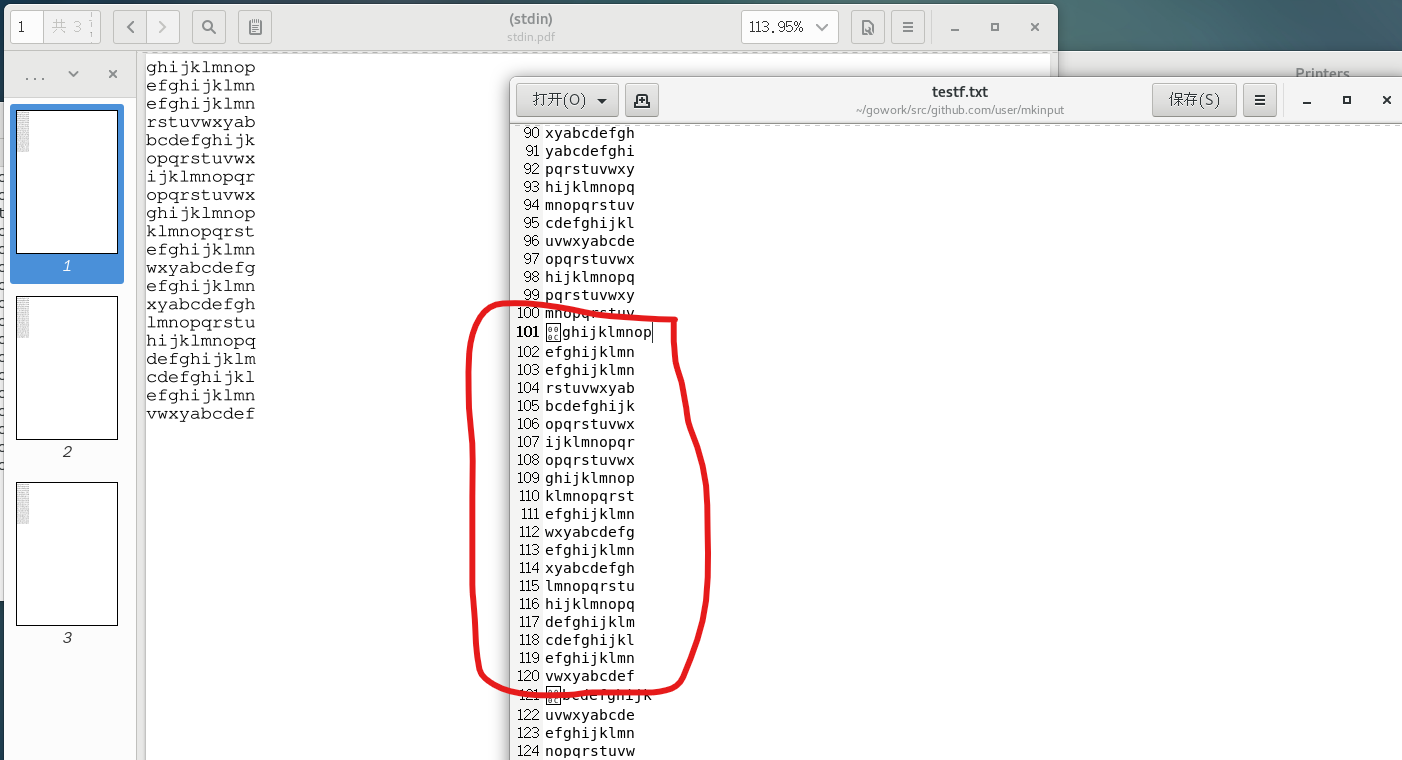 1 共 3
(stdin)
stdin.pdf
113.95%
...
ghijklmnop
efghijklmn
efghijklmn
rstuvwxyab
bcdefghijk
opqrstuvwx
ijklmnopqr
opqrstuvwx
ghijklmnop
klmnopqrst
efghijklmn
wxyabcdefg
efghijklmn
xyabcdefgh
lmnopqrstu
hijklmnopq
defghijklm
cdefghijkl
efghijklmn
vwxyabcdef
1
2
3
Printers
打开(O)
testf.txt
~/gowork/src/github.com/user/mkinput
保存(S)
90 xyabcdefgh
91 yabcdefghi
92 pqrstuvwxy
93 hijklmnopq
94 mnopqrstuv
95 cdefghijkl
96 uvwxyabcde
97 opqrstuvwx
98 hijklmnopq
99 pqrstuvwxy
100 mnopqrstuv
101 000Cghijklmnop
102 efghijklmn
103 efghijklmn
104 rstuvwxyab
105 bcdefghijk
106 opqrstuvwx
107 ijklmnopqr
108 opqrstuvwx
109 ghijklmnop
110 klmnopqrst
111 efghijklmn
112 wxyabcdefg
113 efghijklmn
114 xyabcdefgh
115 lmnopqrstu
116 hijklmnopq
117 defghijklm
118 cdefghijkl
119 efghijklmn
120 vwxyabcdef
121 000Cbcdefghijk
122 uvwxyabcde
123 efghijklmn
124 nopqrstuvw